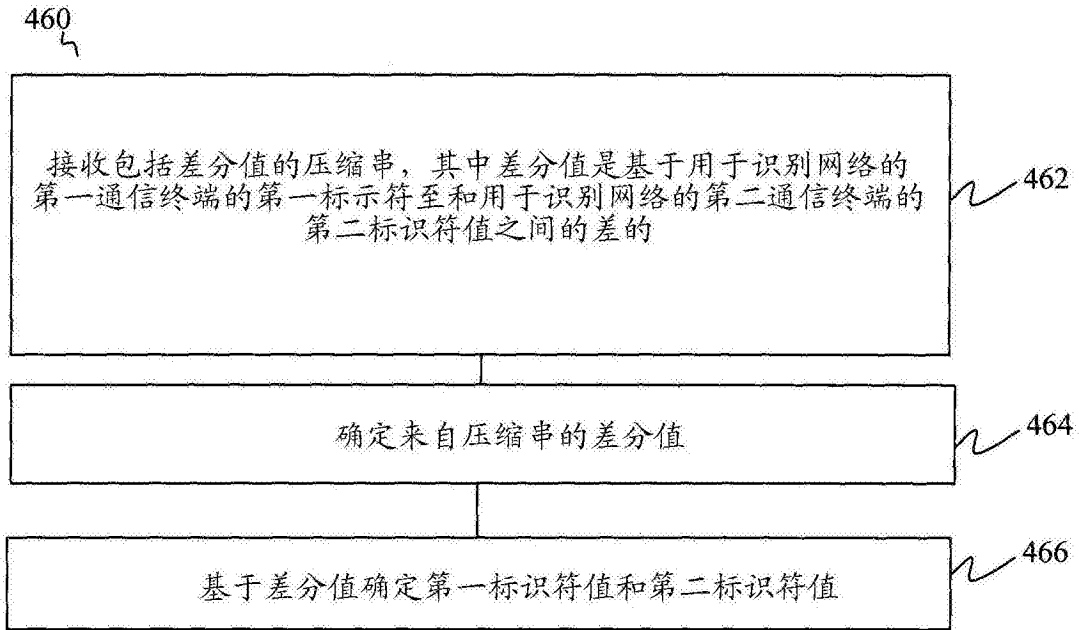 460
接收包括差分值的压缩串，其中差分值是基于用于识别网络的
第一通信终端的第一标示符至和用于识别网络的第二通信终端的
第二标识符值之间的差的
462
确定来自压缩串的差分值
464
基于差分值确定第一标识符值和第二标识符值
466